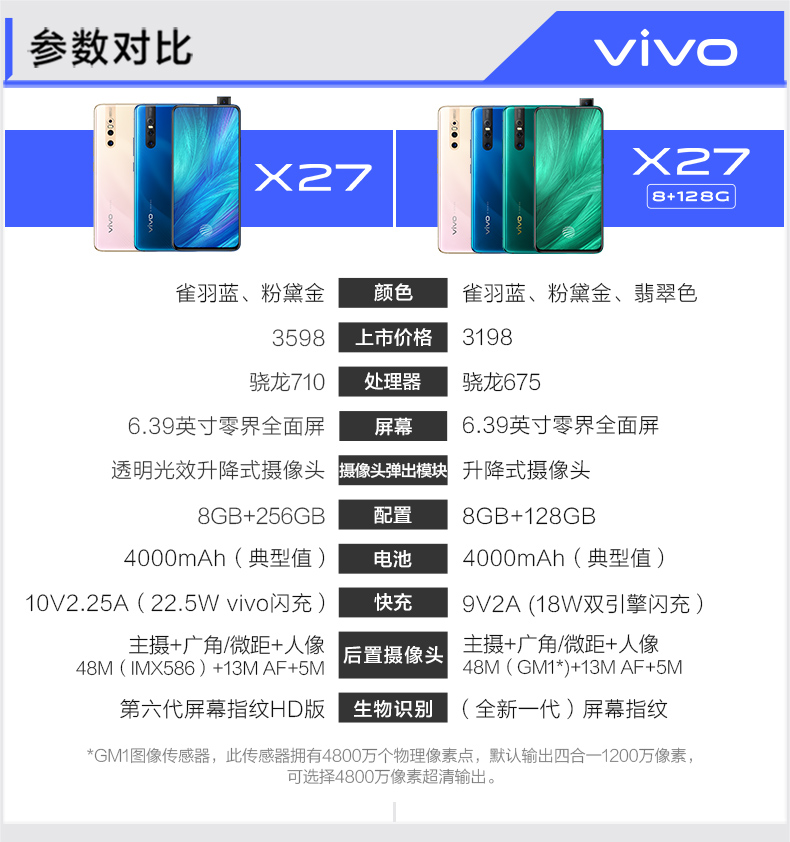 参数对比
vivo
X27
X27
8+128G
雀羽蓝、粉黛金 颜色 雀羽蓝、粉黛金、翡翠色
3598 上市价格 3198
骁龙710 处理器 骁龙675
6.39英寸零界全面屏 屏幕 6.39英寸零界全面屏
透明光效升降式摄像头 摄像头弹出模块 升降式摄像头
8GB+256GB 配置 8GB+128GB
4000mAh（典型值） 电池 4000mAh（典型值）
10V2.25A（22.5W vivo闪充） 快充 9V2A (18W双引擎闪充）
主摄+广角/微距+人像 后置摄像头 主摄+广角/微距+人像
48M（IMX586）+13M AF+5M 48M（GM1*)+13M AF+5M
第六代屏幕指纹HD版 生物识别 （全新一代）屏幕指纹
*GM1图像传感器，此传感器拥有4800万个物理像素点，默认输出四合一1200万像素，
可选择4800万像素超清输出。